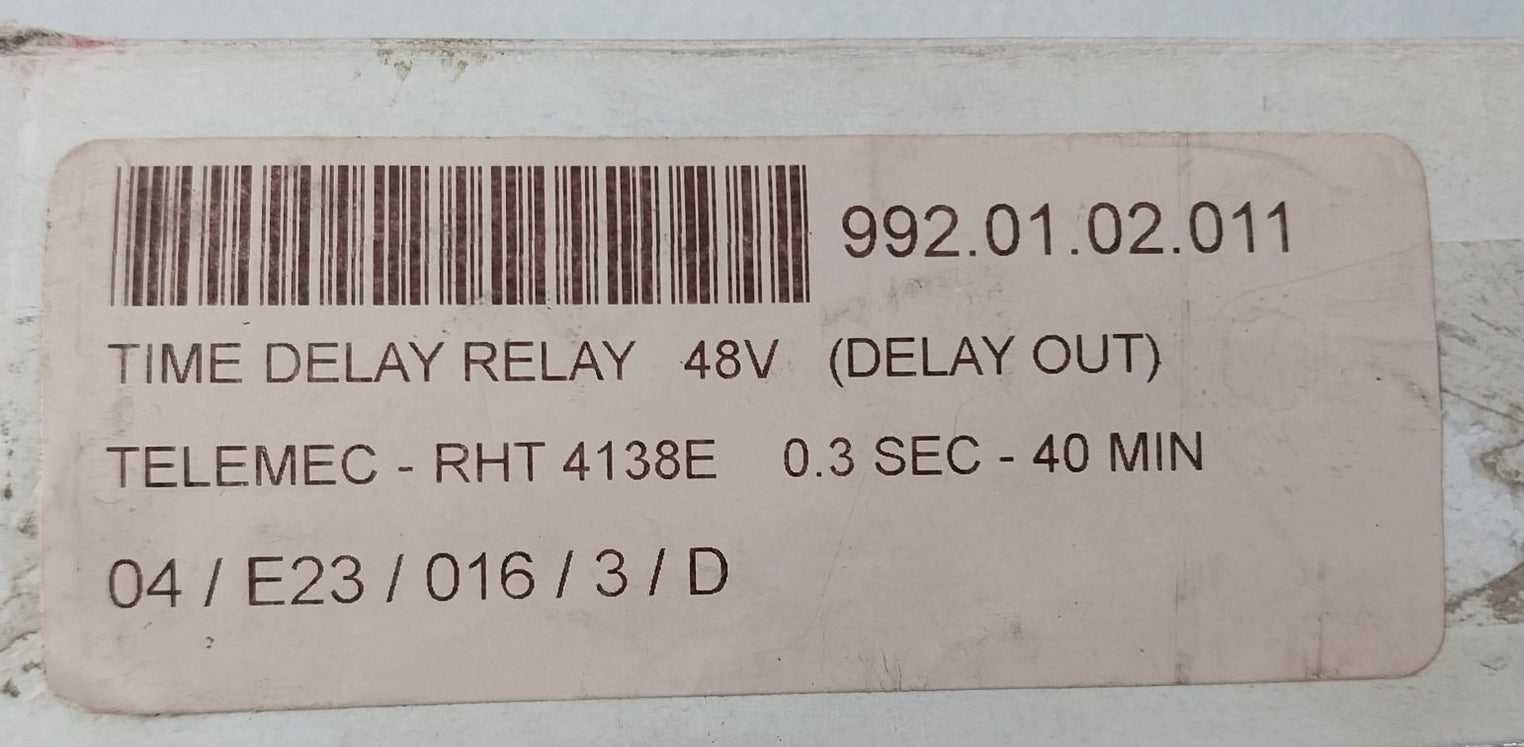 992.01.02.011
TIME DELAY RELAY 48V (DELAY OUT)
TELEMEC - RHT 4138E 0.3 SEC - 40 MIN
04 / E23 / 016 / 3 / D